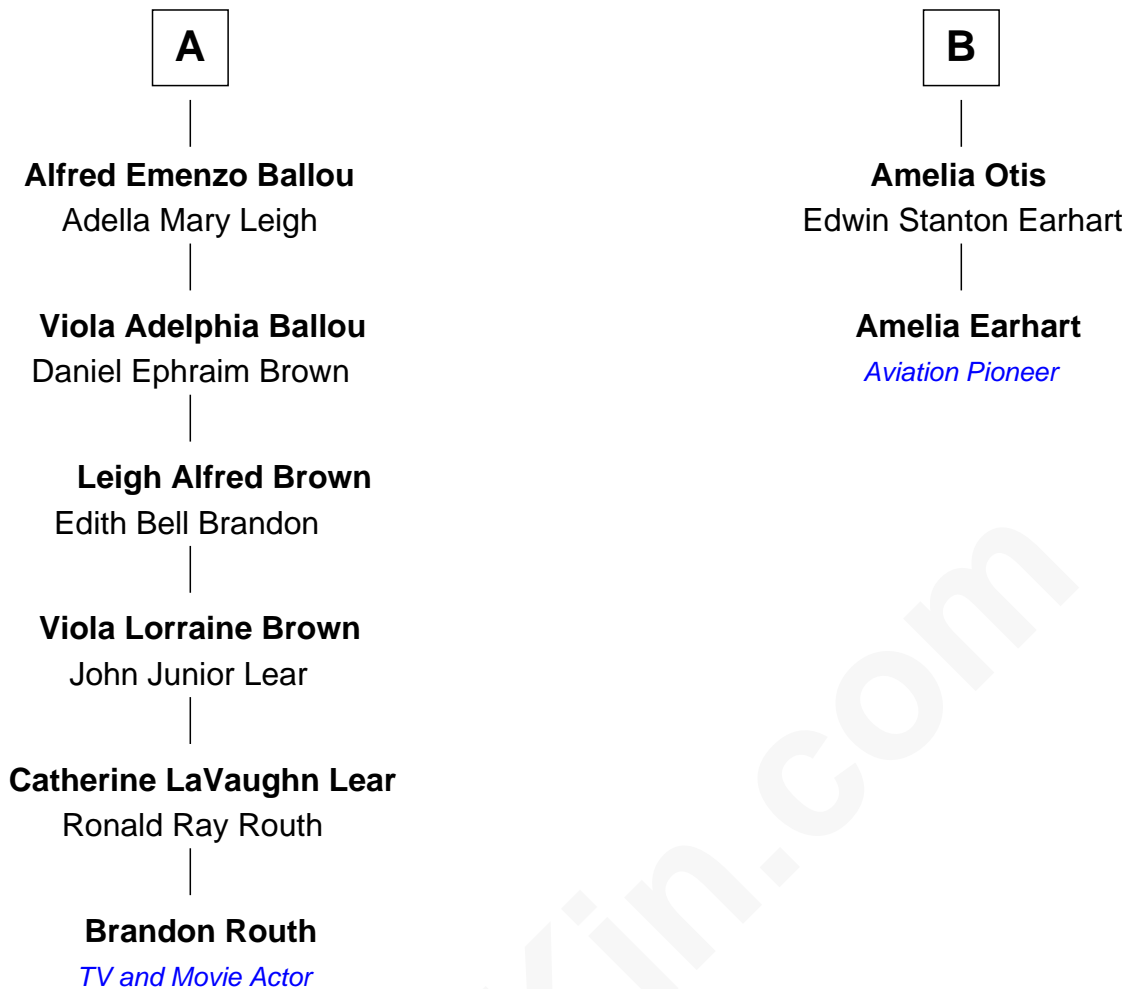 A
Alfred Emenzo Ballou
Adella Mary Leigh
Viola Adelphia Ballou
Daniel Ephraim Brown
Leigh Alfred Brown
Edith Bell Brandon
Viola Lorraine Brown
John Junior Lear
Catherine LaVaughn Lear
Ronald Ray Routh
Brandon Routh
TV and Movie Actor
B
Amelia Otis
Edwin Stanton Earhart
Amelia Earhart
Aviation Pioneer